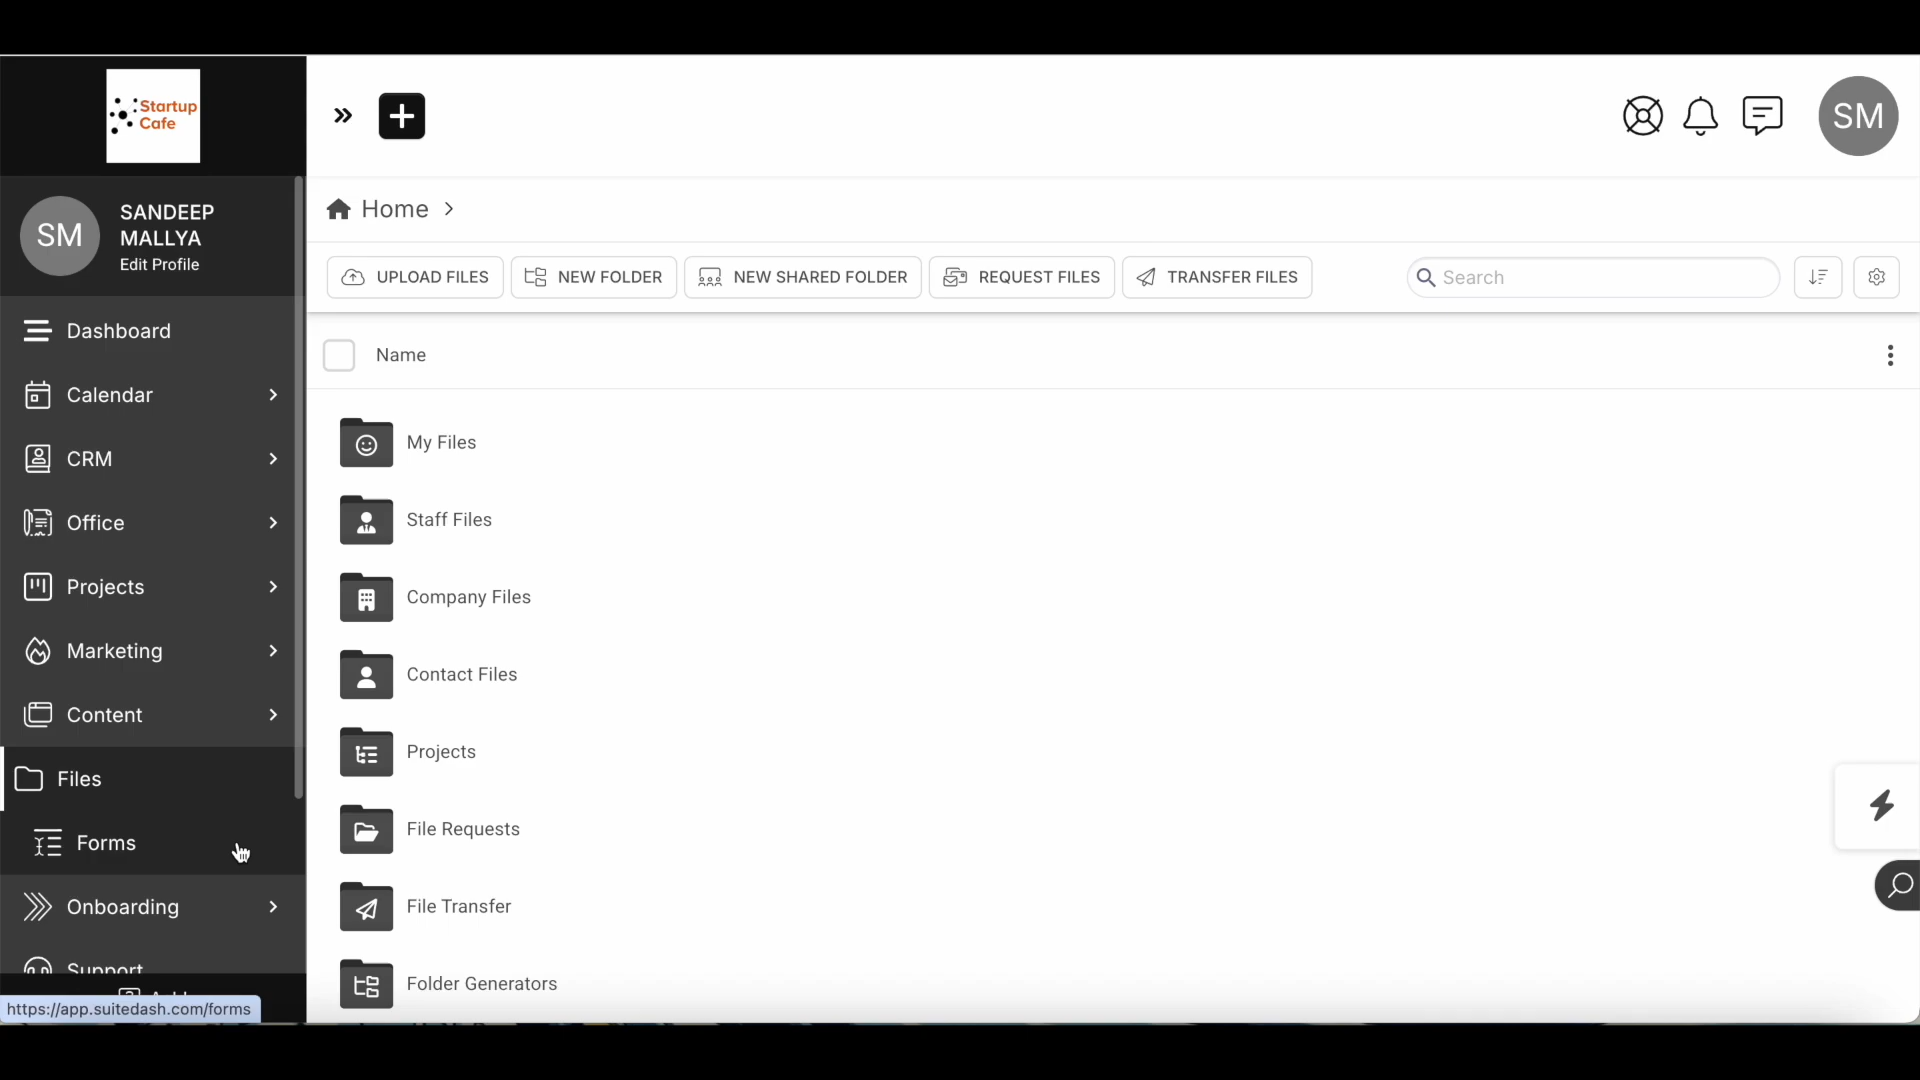 Startup
Cafe
SM
SM
SANDEEP
MALLYA
Edit Profile
Home
UPLOAD FILES
NEW FOLDER
NEW SHARED FOLDER
REQUEST FILES
TRANSFER FILES
Search
Dashboard
Calendar
CRM
Office
Projects
Marketing
Content
Files
Forms
Onboarding
Support
https://app.suitedash.com/forms
Name
My Files
Staff Files
Company Files
Contact Files
Projects
File Requests
File Transfer
Folder Generators